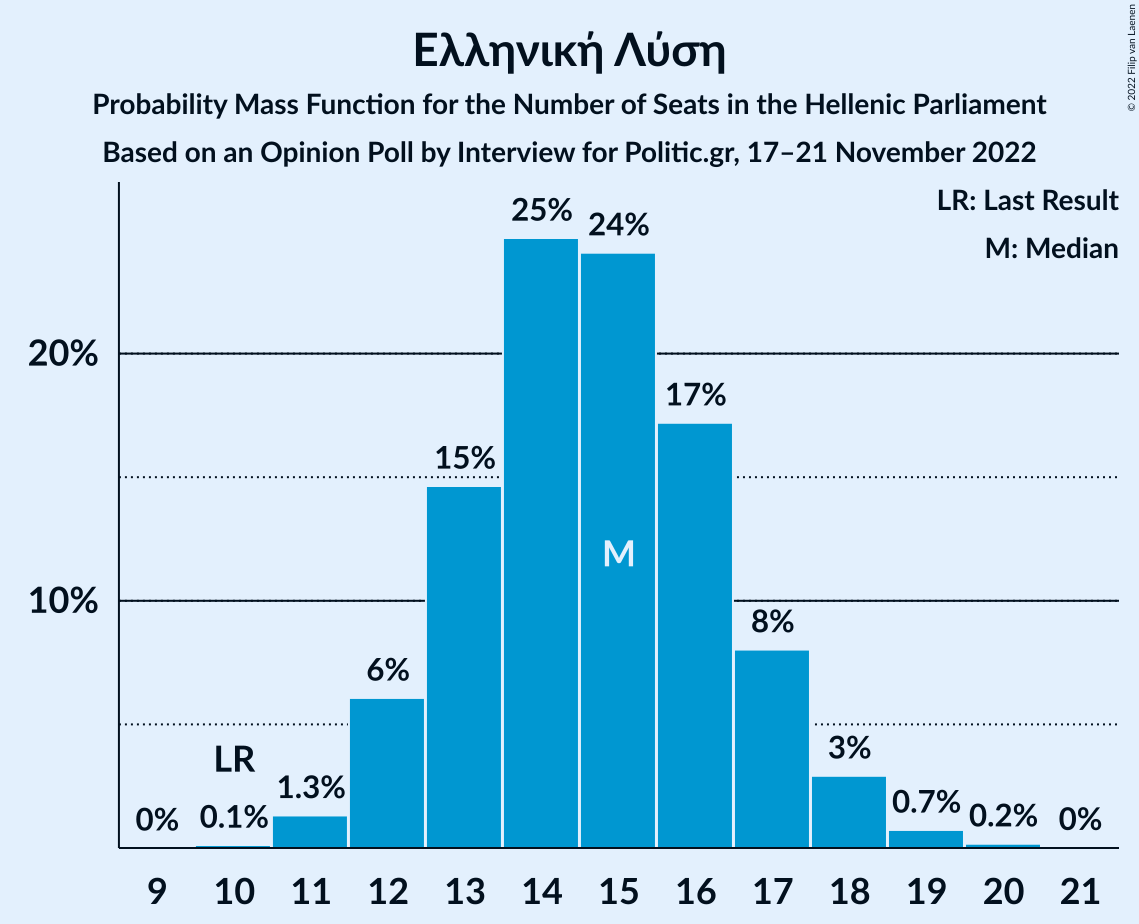 Ελληνική Λύση
Probability Mass Function for the Number of Seats in the Hellenic Parliament
Based on an Opinion Poll by Interview for Politic.gr, 17–21 November 2022
© 2022 Filip van Laenen
LR: Last Result
M: Median
25%
24%
20%
17%
15%
M
10%
8%
6%
LR
3%
1.3%
0.7%
0%
0.1%
0.2%
0%
9 10 11 12 13 14 15 16 17 18 19 20 21